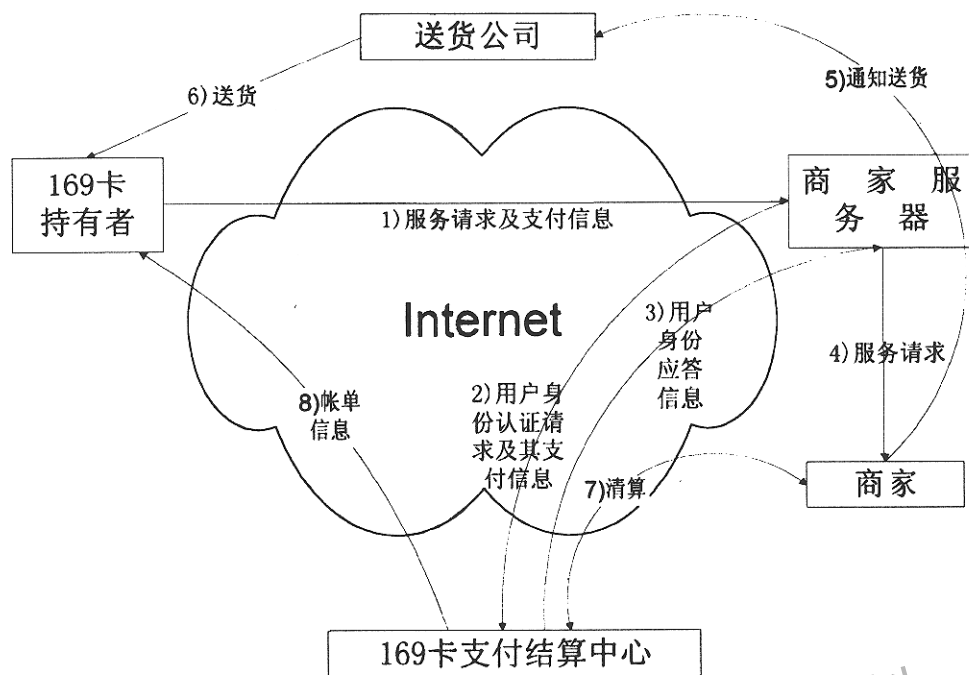 送货公司
5)通知送货
6)送货
169卡
持有者
商 家 服
务 器
1)服务请求及支付信息
Internet
3)用户
身份
应答
信息
4)服务请求
8)帐单
信息
2)用户身
份认证请
求及其支
付信息
7)清算
商家
169卡支付结算中心